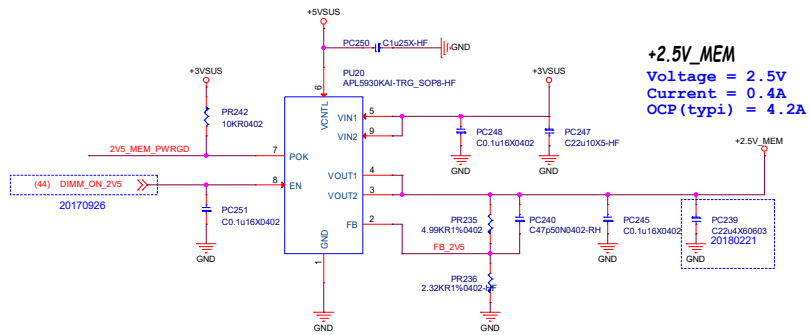 +5VSUS
PC250
C1u25X-HF
GND
+3VSUS
PU20
APL5930KAI-TRG_SOP8-HF
+3VSUS
+2.5V_MEM
Voltage = 2.5V
Current = 0.4A
OCP(typi) = 4.2A
PR242
10KR0402
6
VCNTL
VIN1
5
VIN2
9
PC248
C0.1u16X0402
PC247
C22u10X5-HF
GND
GND
+2.5V_MEM
2V5_MEM_PWRGD
7
POK
(44) DIMM_ON_2V5
8
EN
VOUT1
4
VOUT2
3
20170926
PC251
C0.1u16X0402
GND
FB
2
FB_2V5
GND
1
GND
PR235
4.99KR1%0402
PC240
C47p50N0402-RH
PC245
C0.1u16X0402
GND
PC239
C22u4X60603
20180221
GND
PR236
2.32KR1%0402-HF
GND